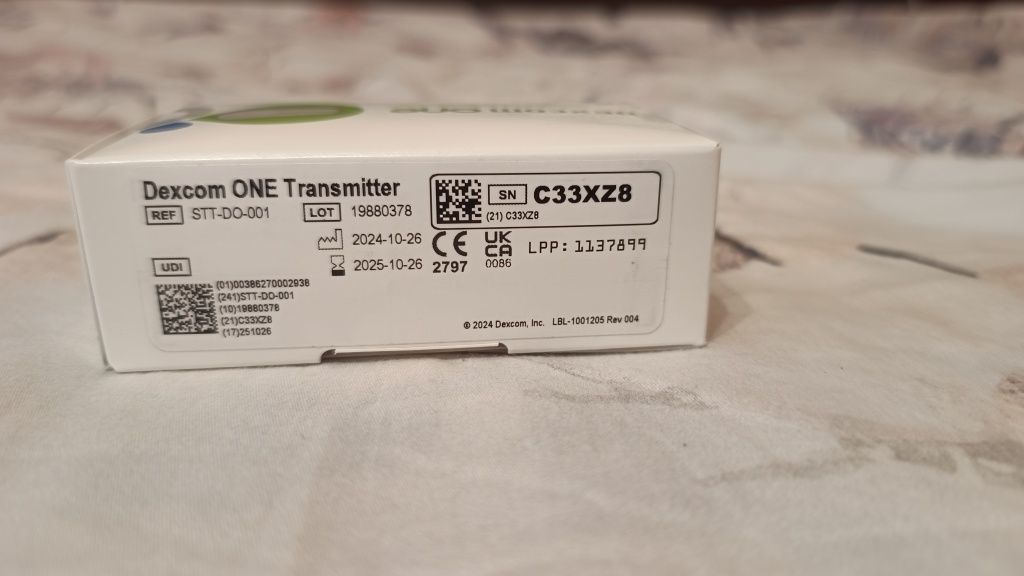 Dexcom ONE Transmitter
REF STT-DO-001 LOT 19880378
SN C33XZ8
(21) C33XZ8
2024-10-26
2025-10-26
CE
2797
UK
CA
0086
LPP: 1137899
UDI
(01)00386270002938
(241)STT-DO-001
(10)19880378
(21)C33XZ8
(17)251026
© 2024 Dexcom, Inc. LBL-1001205 Rev 004